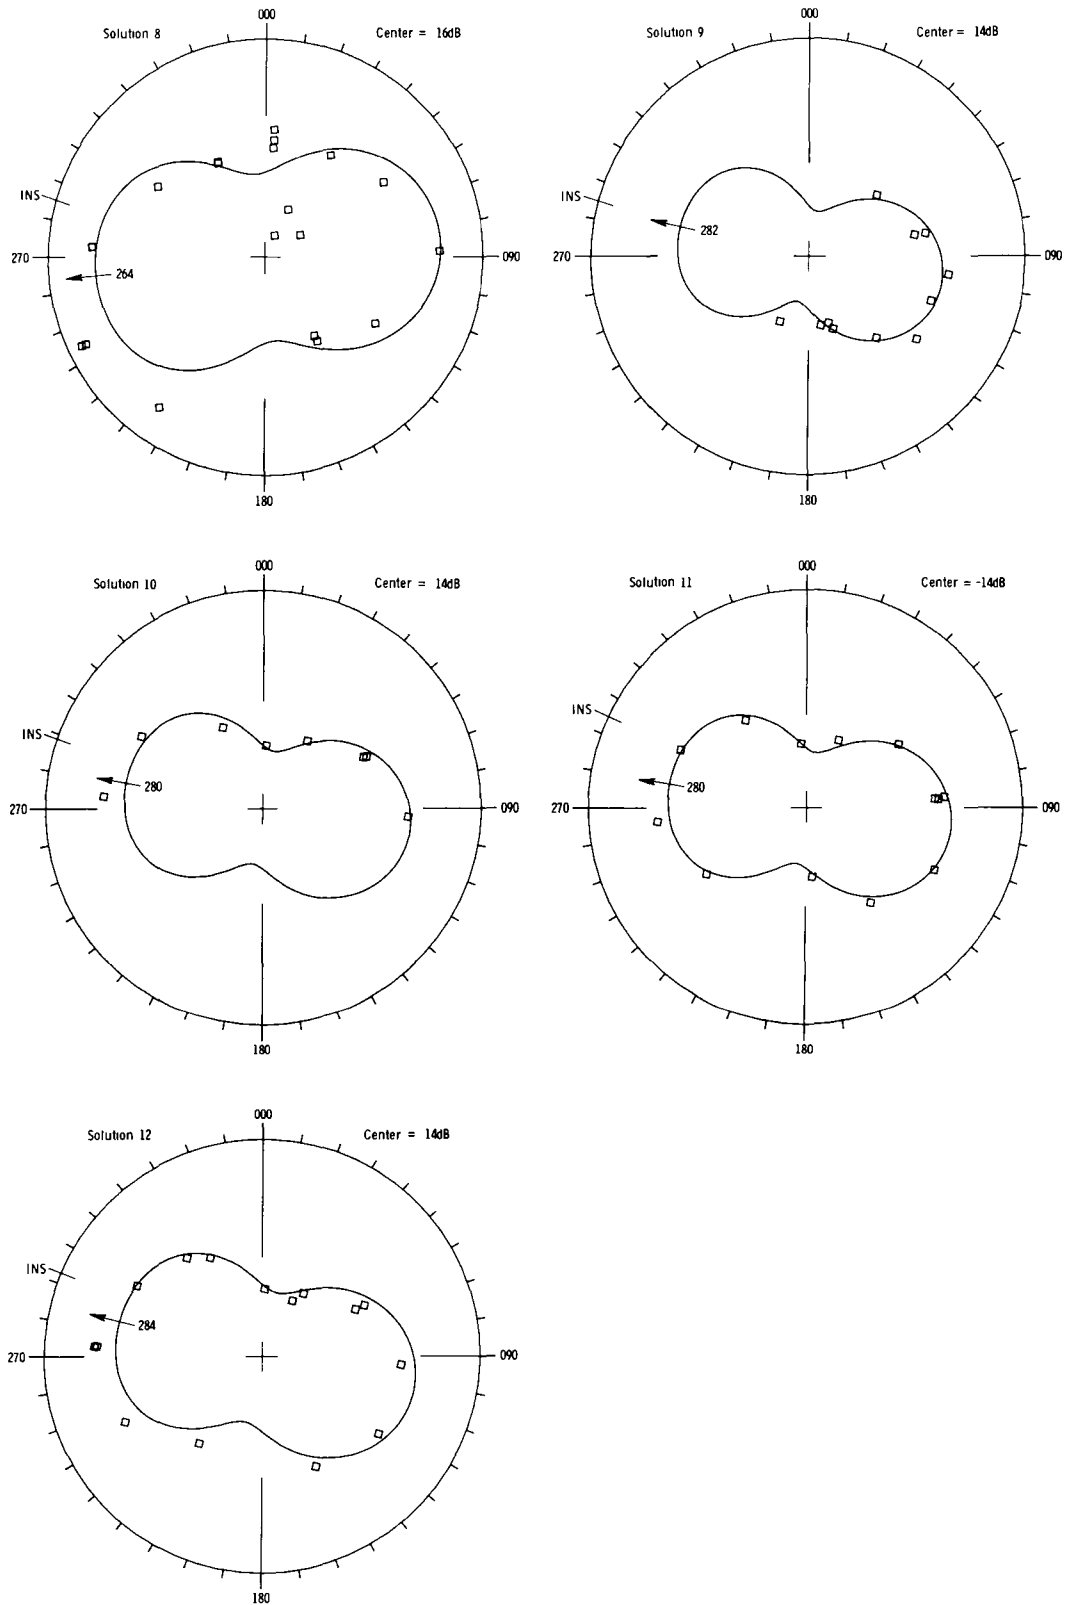 Solution 8
000
Center = 16dB
INS
270
264
090
180
Solution 9
000
Center = 14dB
INS
270
282
090
180
Solution 10
000
Center = 14dB
INS
270
280
090
180
Solution 11
000
Center = -14dB
INS
270
280
090
180
Solution 12
000
Center = 14dB
INS
270
284
090
180